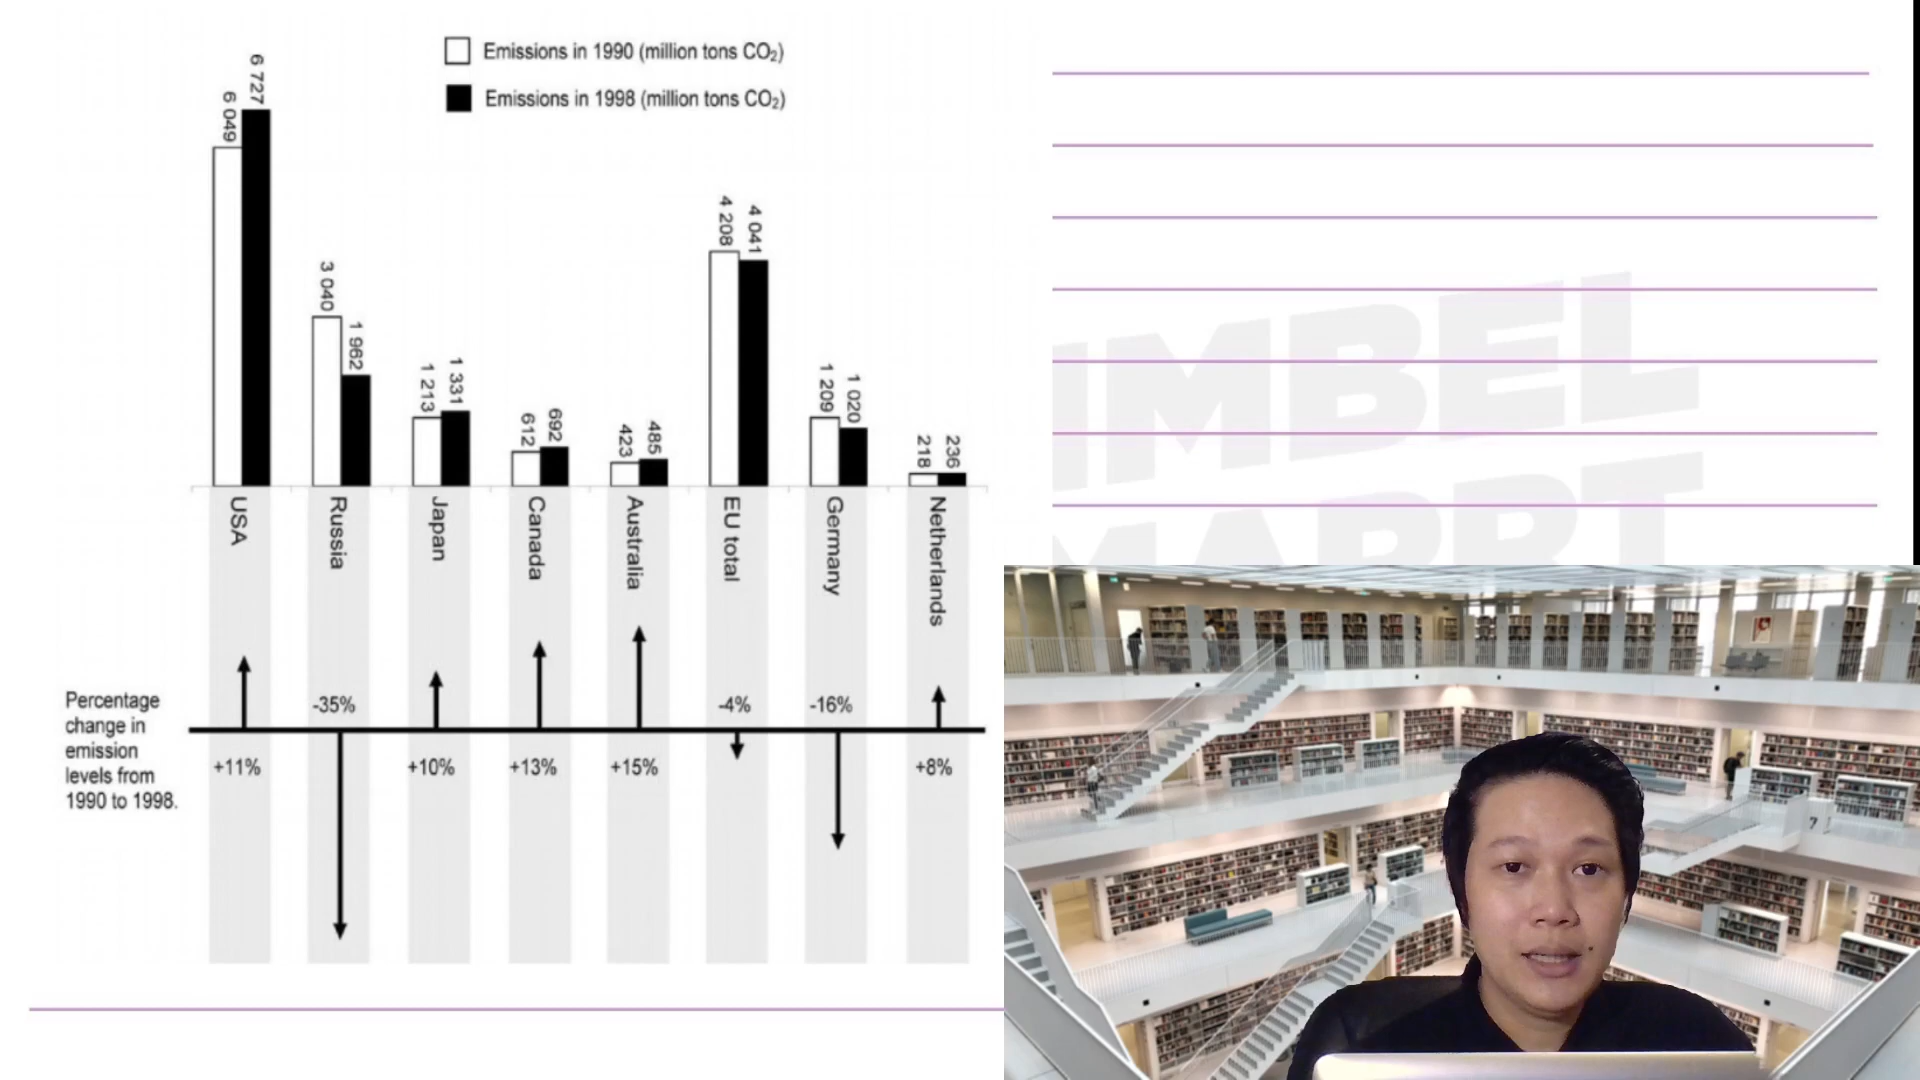 Emissions in 1990 (million tons CO₂)
Emissions in 1998 (million tons CO₂)
6 049
6 727
3 040
1 962
1 213
1 331
612
692
423
485
4 208
4 041
1 209
1 020
218
236
USA
Russia
Japan
Canada
Australia
EU total
Germany
Netherlands
Percentage
change in
emission
levels from
1990 to 1998.
+11%
-35%
+10%
+13%
+15%
-4%
-16%
+8%
IMBEL
7